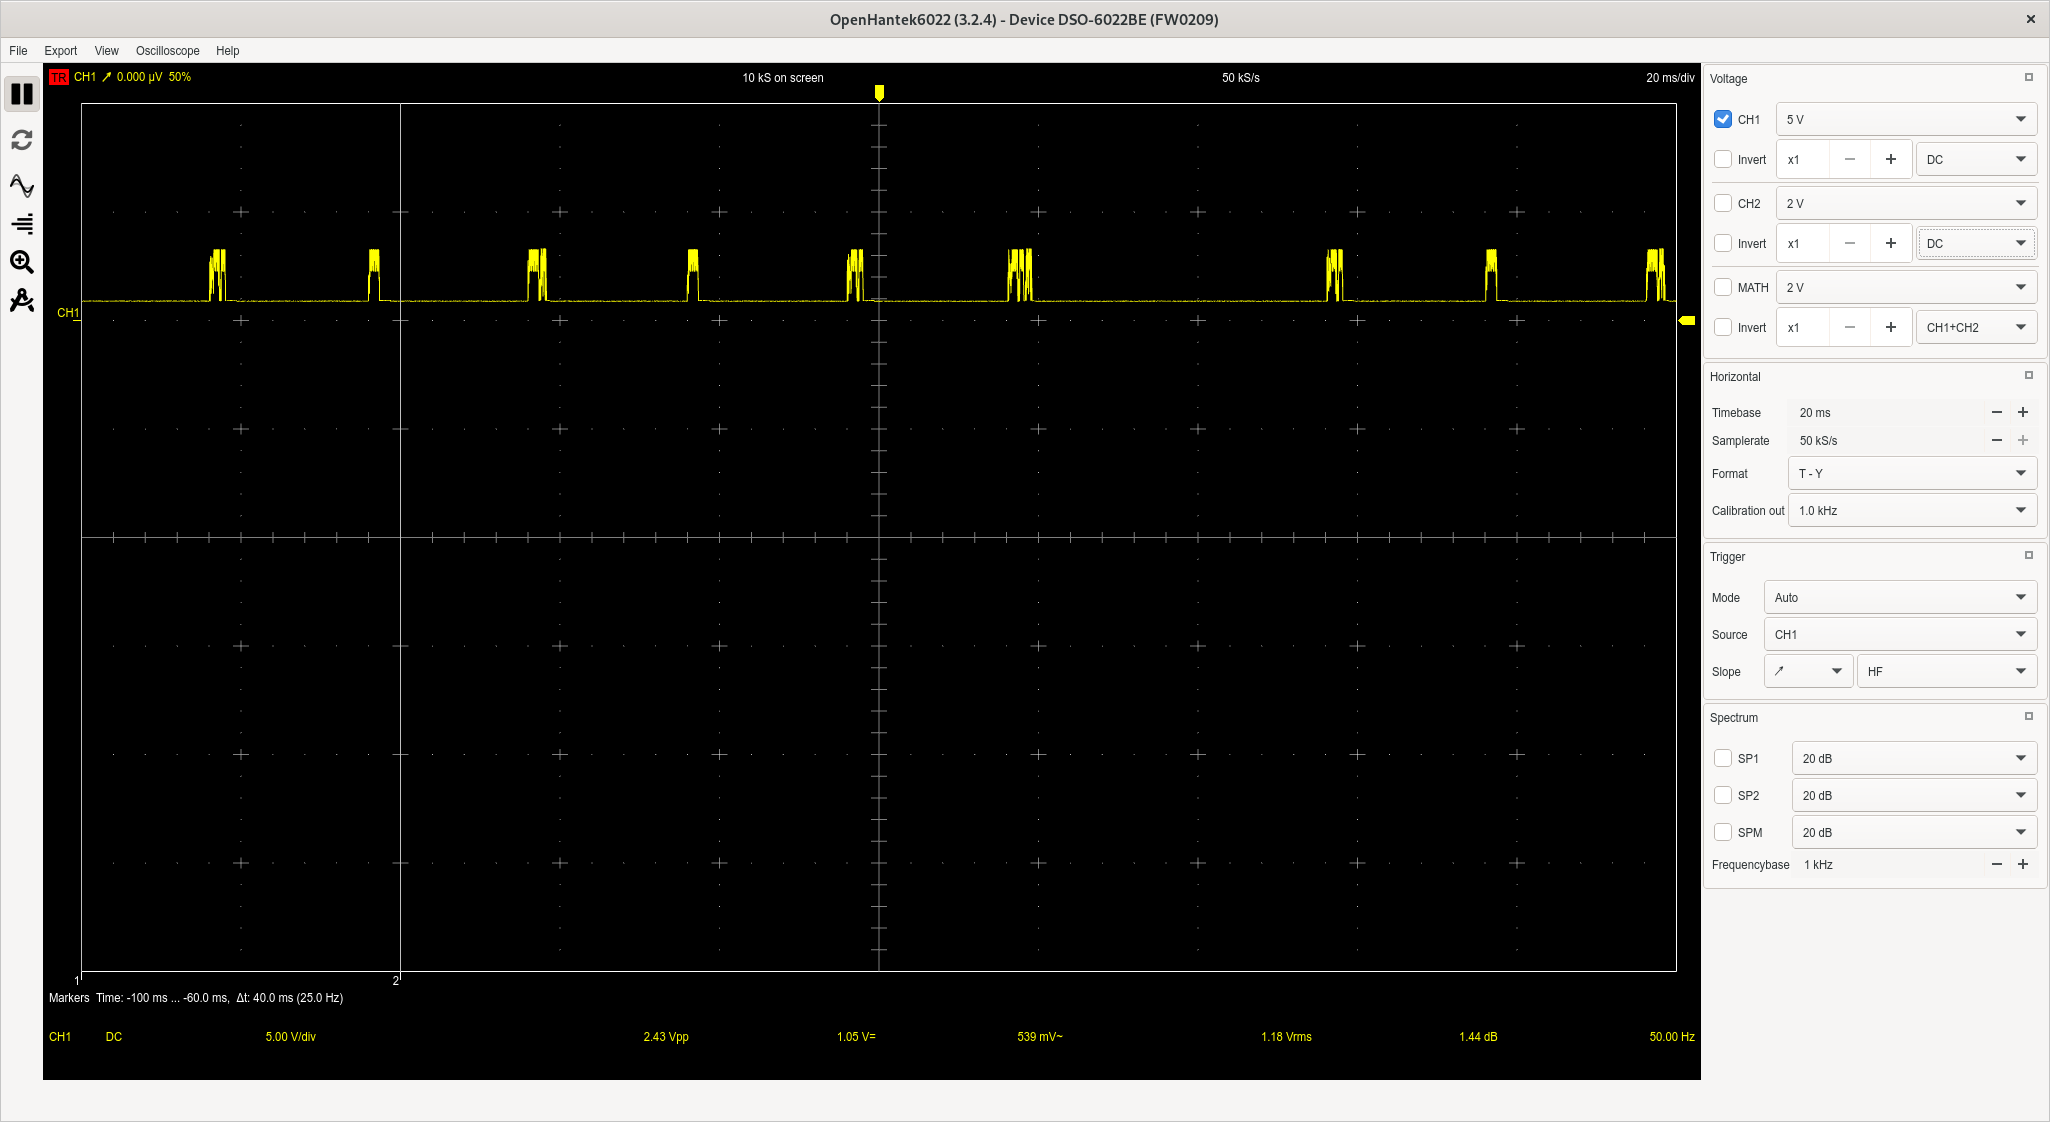 OpenHantek6022 (3.2.4) - Device DSO-6022BE (FW0209)
File Export View Oscilloscope Help
TR CH1 ↗ 0.000 µV 50% 10 kS on screen 50 kS/s 20 ms/div
CH1
1 2
Markers Time: -100 ms ... -60.0 ms, Δt: 40.0 ms (25.0 Hz)
CH1 DC 5.00 V/div 2.43 Vpp 1.05 V= 539 mV~ 1.18 Vrms 1.44 dB 50.00 Hz
Voltage
CH1 5 V
Invert x1 DC
CH2 2 V
Invert x1 DC
MATH 2 V
Invert x1 CH1+CH2
Horizontal
Timebase 20 ms
Samplerate 50 kS/s
Format T - Y
Calibration out 1.0 kHz
Trigger
Mode Auto
Source CH1
Slope ↗ HF
Spectrum
SP1 20 dB
SP2 20 dB
SPM 20 dB
Frequencybase 1 kHz